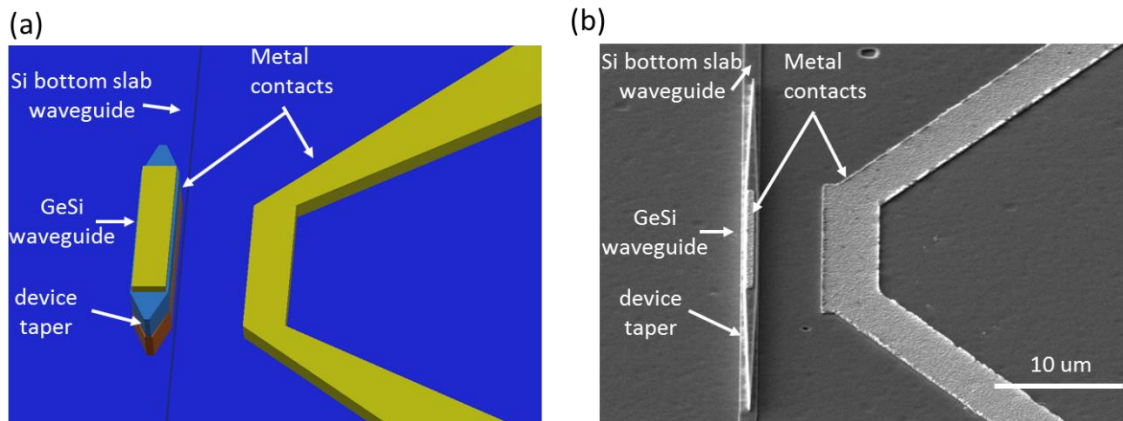 (a)
Si bottom slab
waveguide
Metal
contacts
GeSi
waveguide
device
taper
(b)
Si bottom slab
waveguide
Metal
contacts
GeSi
waveguide
device
taper
10 um